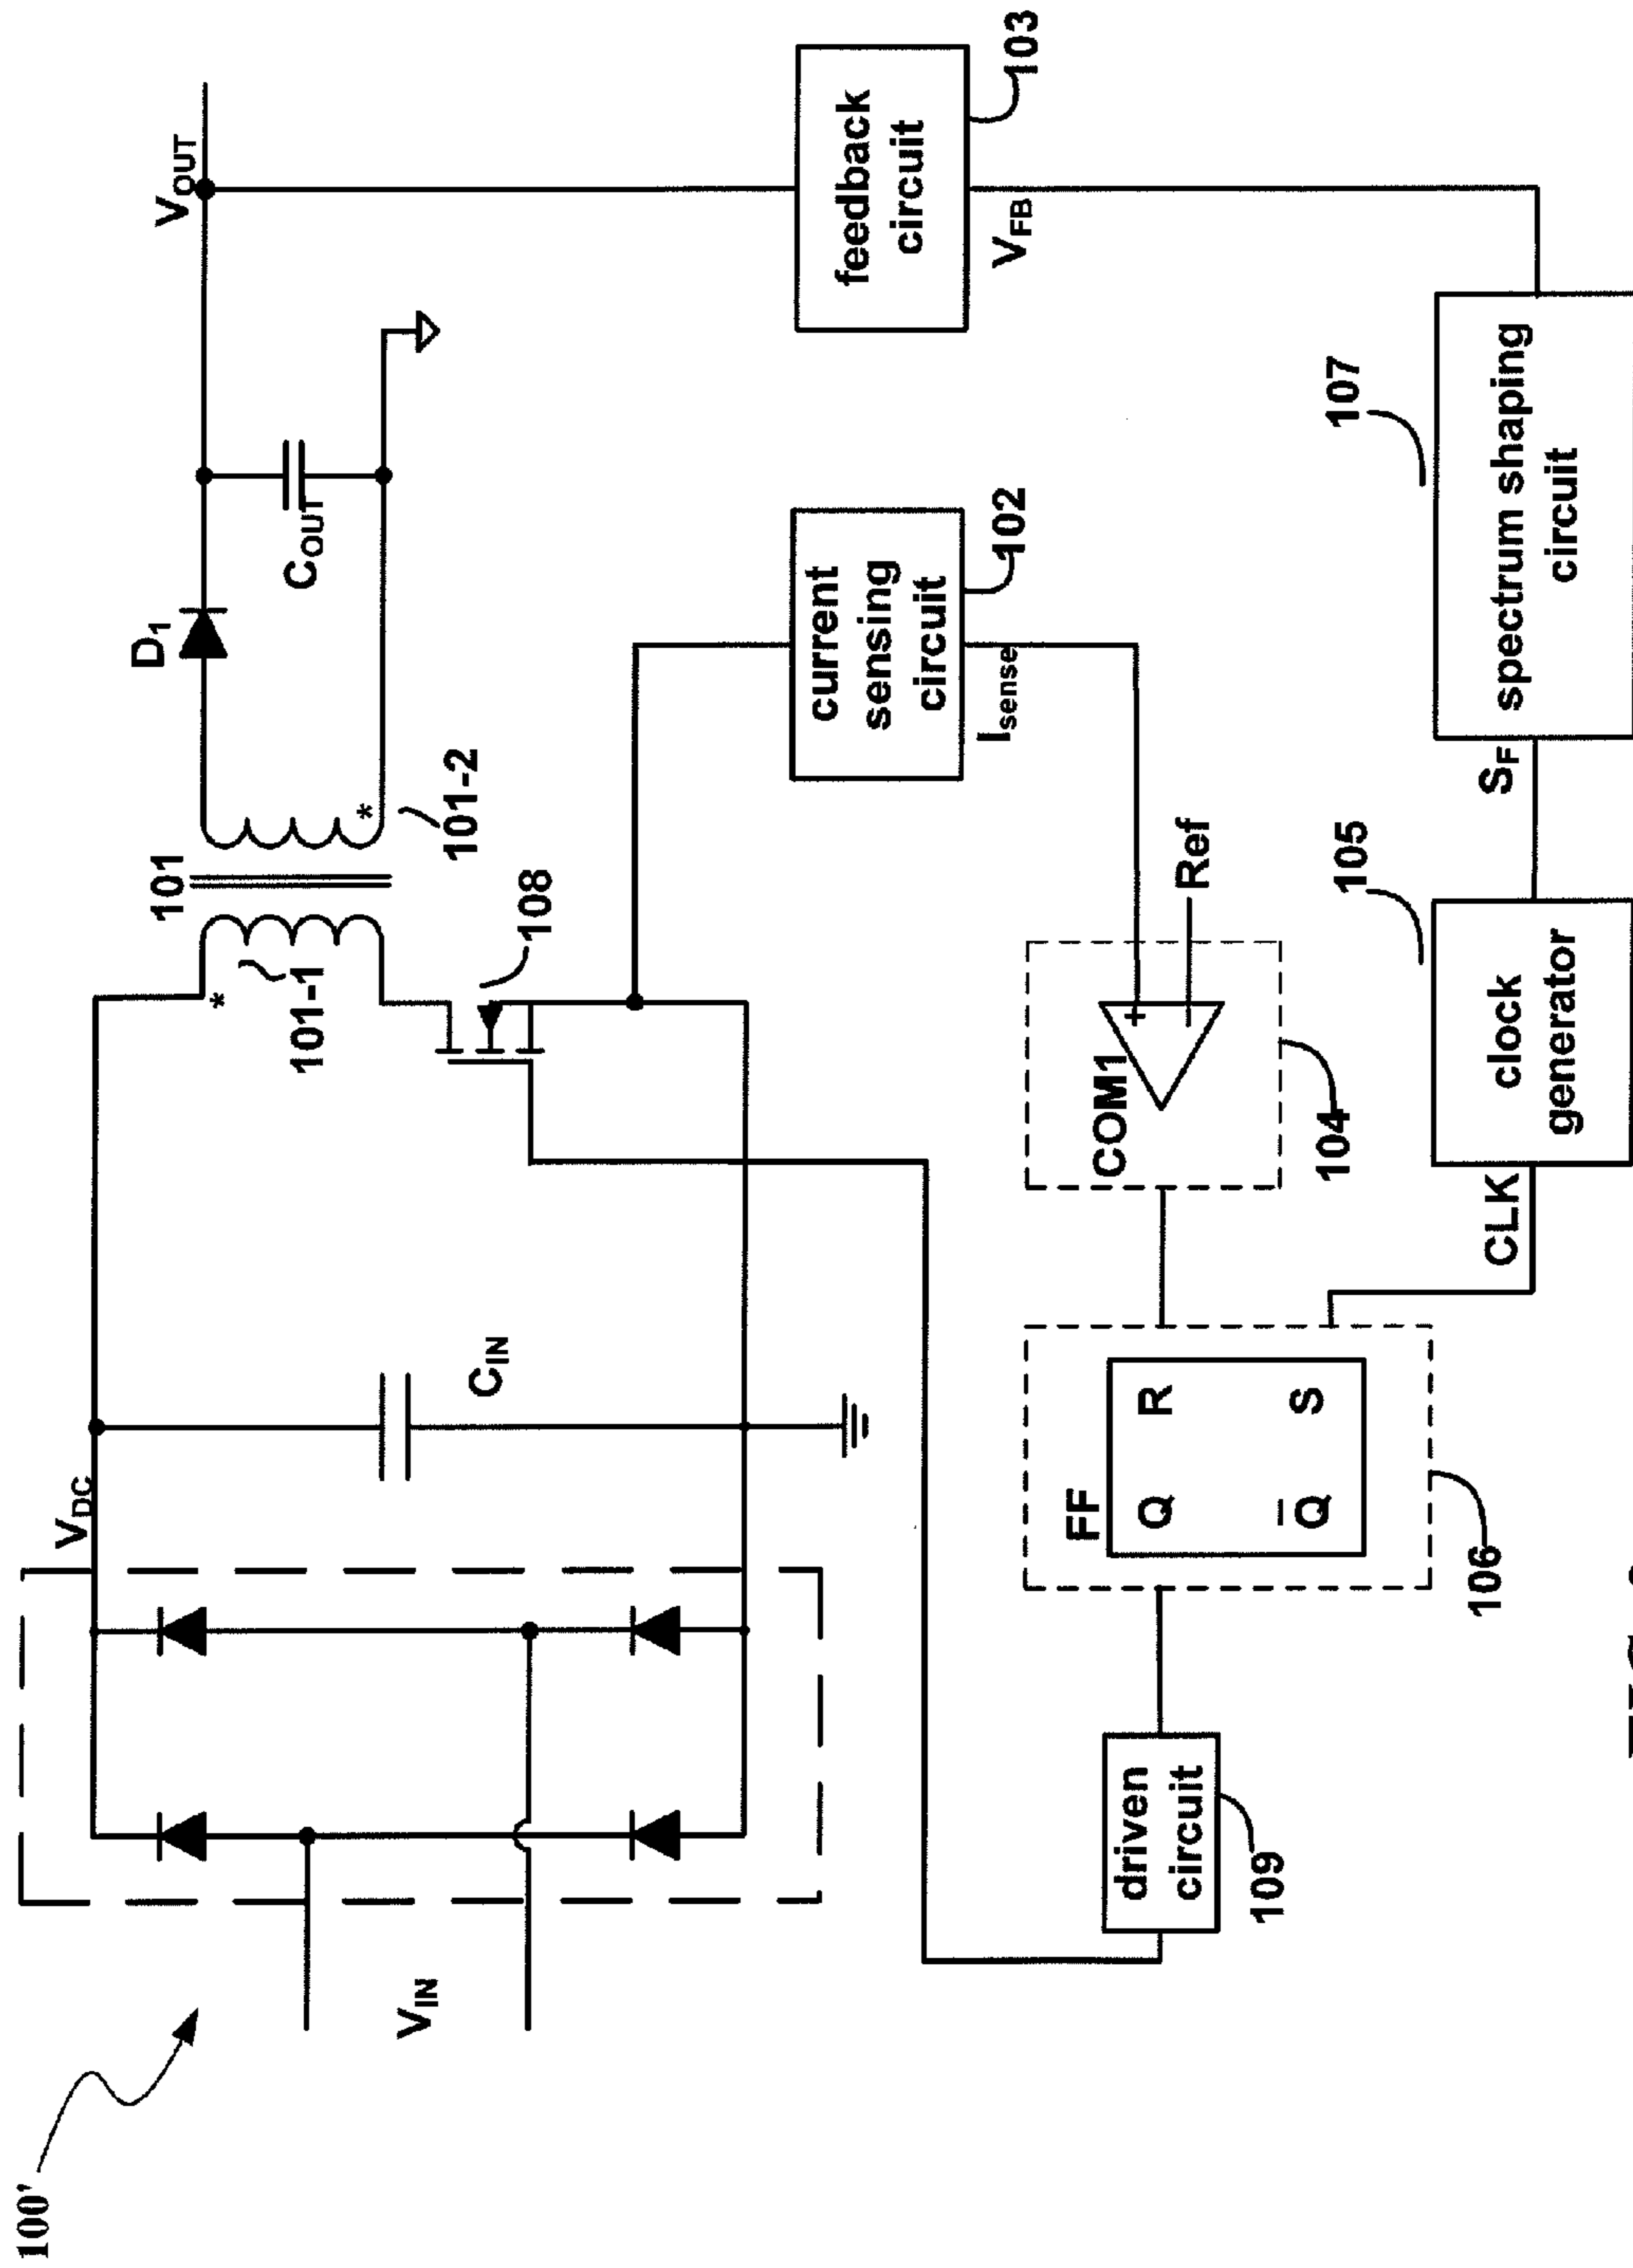 100'
V_IN
V_DC
C_IN
101
101-1
*
*
101-2
108
D₁
C_OUT
V_OUT
feedback
circuit
103
V_FB
current
sensing
circuit
102
I_sense
driven
circuit
109
FF
Q
R
Q̅
S
106
COM1
+
−
Ref
104
CLK
clock
generator
105
S_F
spectrum shaping
circuit
107